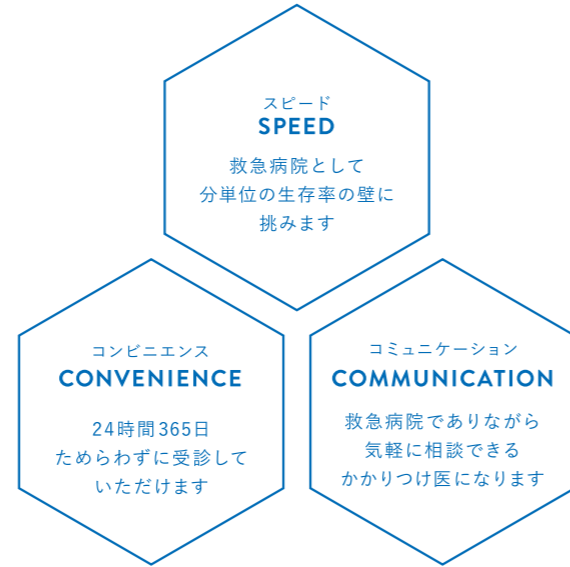 スピード
SPEED
救急病院として
分単位の生存率の壁に
挑みます
コンビニエンス
CONVENIENCE
24時間365日
ためらわずに受診して
いただけます
コミュニケーション
COMMUNICATION
救急病院でありながら
気軽に相談できる
かかりつけ医になります